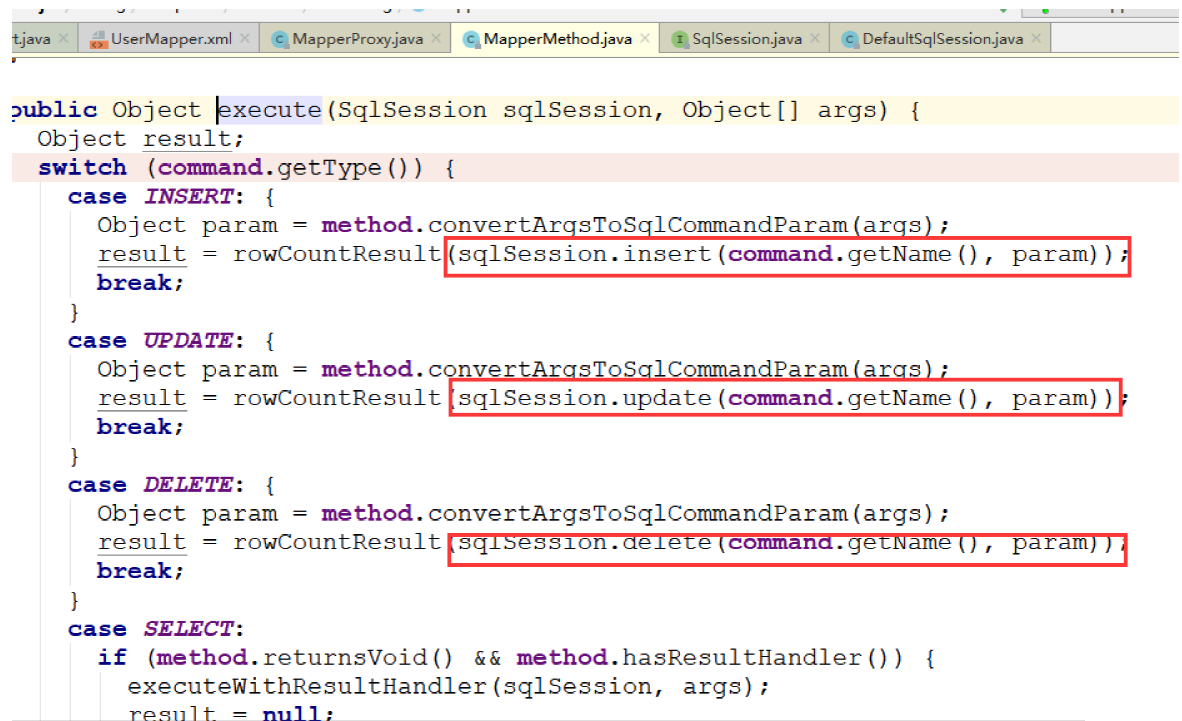 t.java UserMapper.xml MapperProxy.java MapperMethod.java SqlSession.java DefaultSqlSession.java
public Object execute(SqlSession sqlSession, Object[] args) {
Object result;
switch (command.getType()) {
case INSERT: {
Object param = method.convertArgsToSqlCommandParam(args);
result = rowCountResult(sqlSession.insert(command.getName(), param));
break;
}
case UPDATE: {
Object param = method.convertArgsToSqlCommandParam(args);
result = rowCountResult(sqlSession.update(command.getName(), param));
break;
}
case DELETE: {
Object param = method.convertArgsToSqlCommandParam(args);
result = rowCountResult(sqlSession.delete(command.getName(), param));
break;
}
case SELECT:
if (method.returnsVoid() && method.hasResultHandler()) {
executeWithResultHandler(sqlSession, args);
result = null;